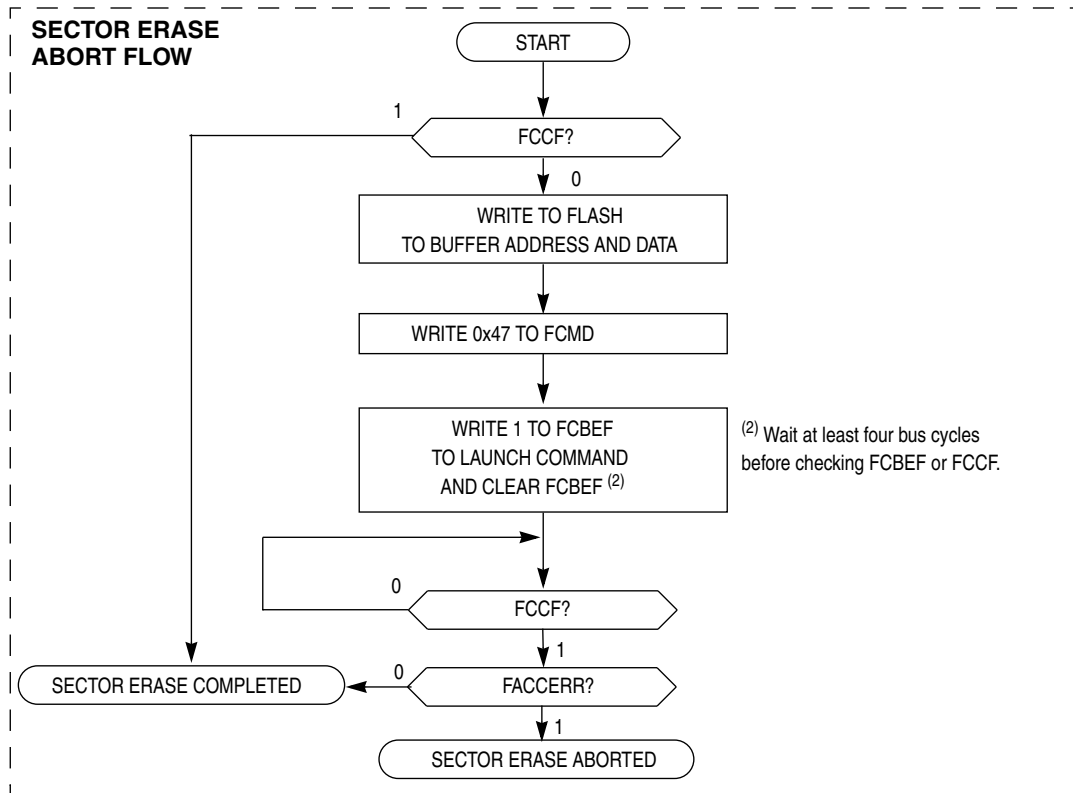 SECTOR ERASE
ABORT FLOW
START
1
FCCF?
0
WRITE TO FLASH
TO BUFFER ADDRESS AND DATA
WRITE 0x47 TO FCMD
WRITE 1 TO FCBEF
TO LAUNCH COMMAND
AND CLEAR FCBEF (2)
(2) Wait at least four bus cycles
before checking FCBEF or FCCF.
0
FCCF?
1
0
SECTOR ERASE COMPLETED
FACCERR?
1
SECTOR ERASE ABORTED